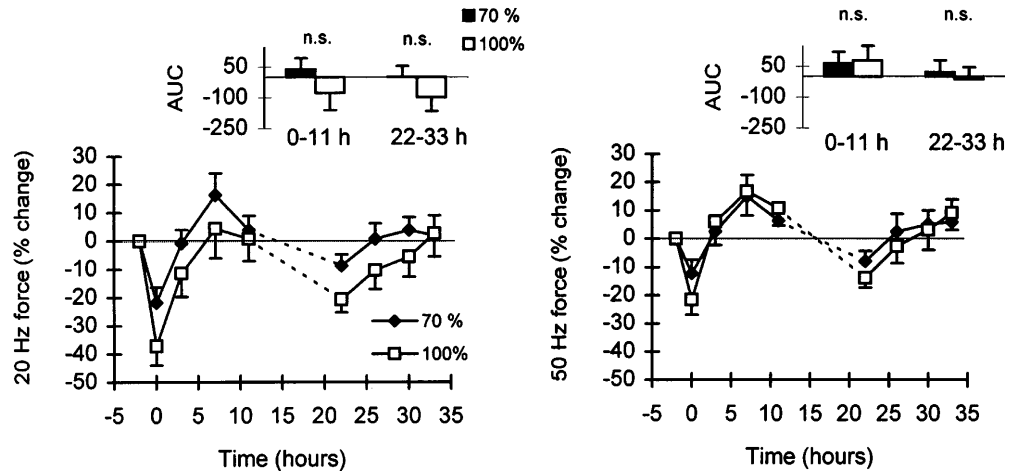 n.s. n.s. 70 %
100%
AUC
50
-100
-250
0-11 h 22-33 h
20 Hz force (% change)
30
20
10
0
-10
-20
-30
-40
-50
70 %
100%
-5 0 5 10 15 20 25 30 35
Time (hours)
n.s. n.s.
AUC
50
-100
-250
0-11 h 22-33 h
50 Hz force (% change)
30
20
10
0
-10
-20
-30
-40
-50
-5 0 5 10 15 20 25 30 35
Time (hours)